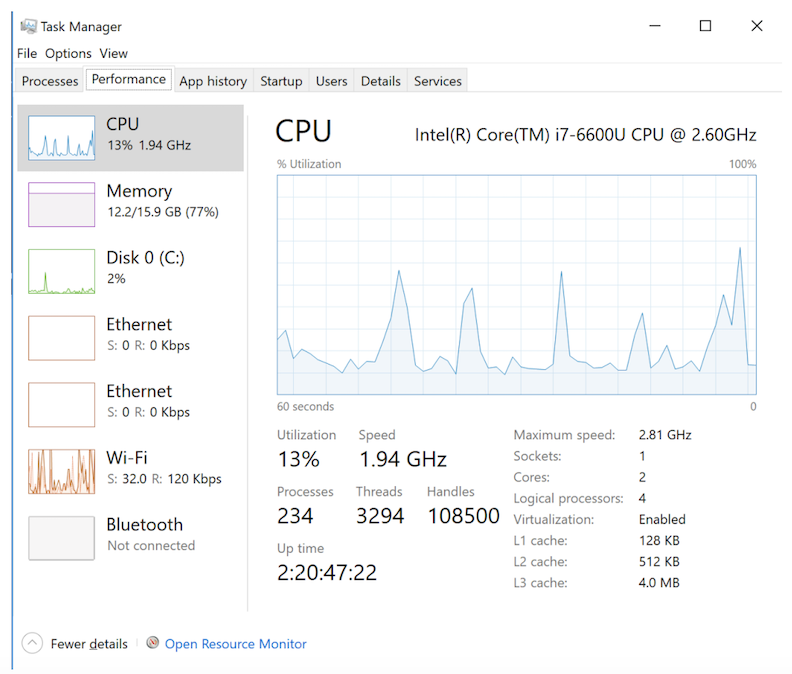 Task Manager
File Options View
Processes Performance App history Startup Users Details Services
CPU
13% 1.94 GHz
Memory
12.2/15.9 GB (77%)
Disk 0 (C:)
2%
Ethernet
S: 0 R: 0 Kbps
Ethernet
S: 0 R: 0 Kbps
Wi-Fi
S: 32.0 R: 120 Kbps
Bluetooth
Not connected
CPU Intel(R) Core(TM) i7-6600U CPU @ 2.60GHz
% Utilization 100%
60 seconds 0
Utilization Speed
13% 1.94 GHz
Processes Threads Handles
234 3294 108500
Up time
2:20:47:22
Maximum speed: 2.81 GHz
Sockets: 1
Cores: 2
Logical processors: 4
Virtualization: Enabled
L1 cache: 128 KB
L2 cache: 512 KB
L3 cache: 4.0 MB
Fewer details Open Resource Monitor